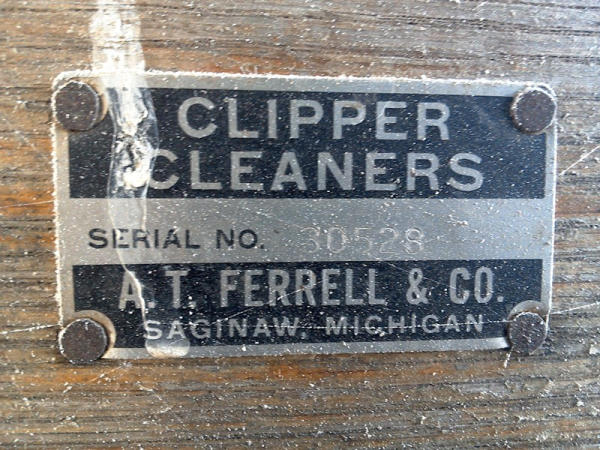 CLIPPER
CLEANERS
SERIAL NO. 30528
A.T. FERRELL & CO.
SAGINAW, MICHIGAN